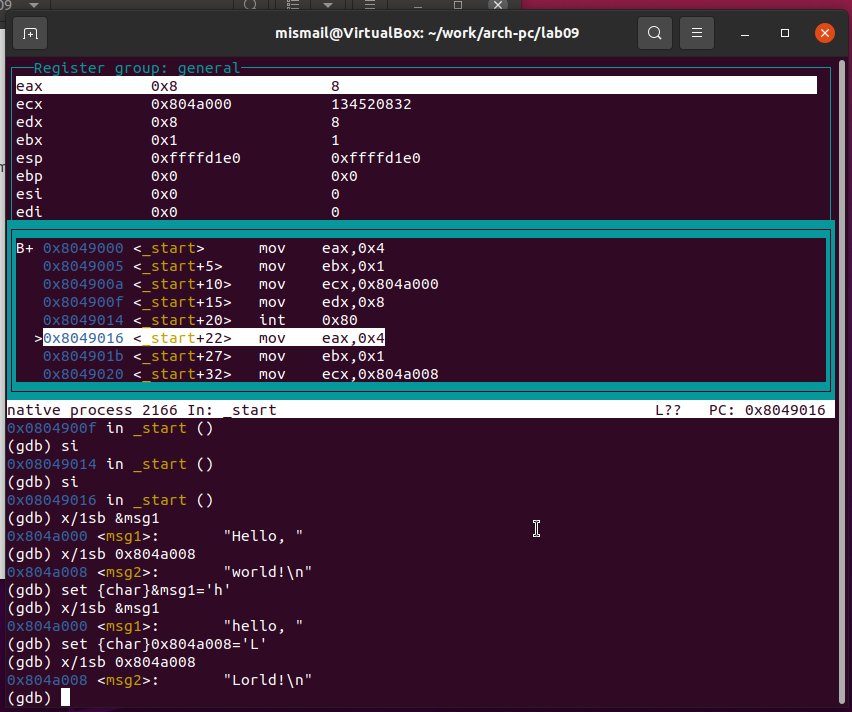 09
mismail@VirtualBox: ~/work/arch-pc/lab09
Register group: general
eax 0x8 8
ecx 0x804a000 134520832
edx 0x8 8
ebx 0x1 1
esp 0xffffd1e0 0xffffd1e0
ebp 0x0 0x0
esi 0x0 0
edi 0x0 0
B+ 0x8049000 <_start> mov eax,0x4
0x8049005 <_start+5> mov ebx,0x1
0x804900a <_start+10> mov ecx,0x804a000
0x804900f <_start+15> mov edx,0x8
0x8049014 <_start+20> int 0x80
>0x8049016 <_start+22> mov eax,0x4
0x804901b <_start+27> mov ebx,0x1
0x8049020 <_start+32> mov ecx,0x804a008
native process 2166 In: _start L?? PC: 0x8049016
0x0804900f in _start ()
(gdb) si
0x08049014 in _start ()
(gdb) si
0x08049016 in _start ()
(gdb) x/1sb &msg1
0x804a000 <msg1>: "Hello, "
(gdb) x/1sb 0x804a008
0x804a008 <msg2>: "world!\n"
(gdb) set {char}&msg1='h'
(gdb) x/1sb &msg1
0x804a000 <msg1>: "hello, "
(gdb) set {char}0x804a008='L'
(gdb) x/1sb 0x804a008
0x804a008 <msg2>: "Lorld!\n"
(gdb)